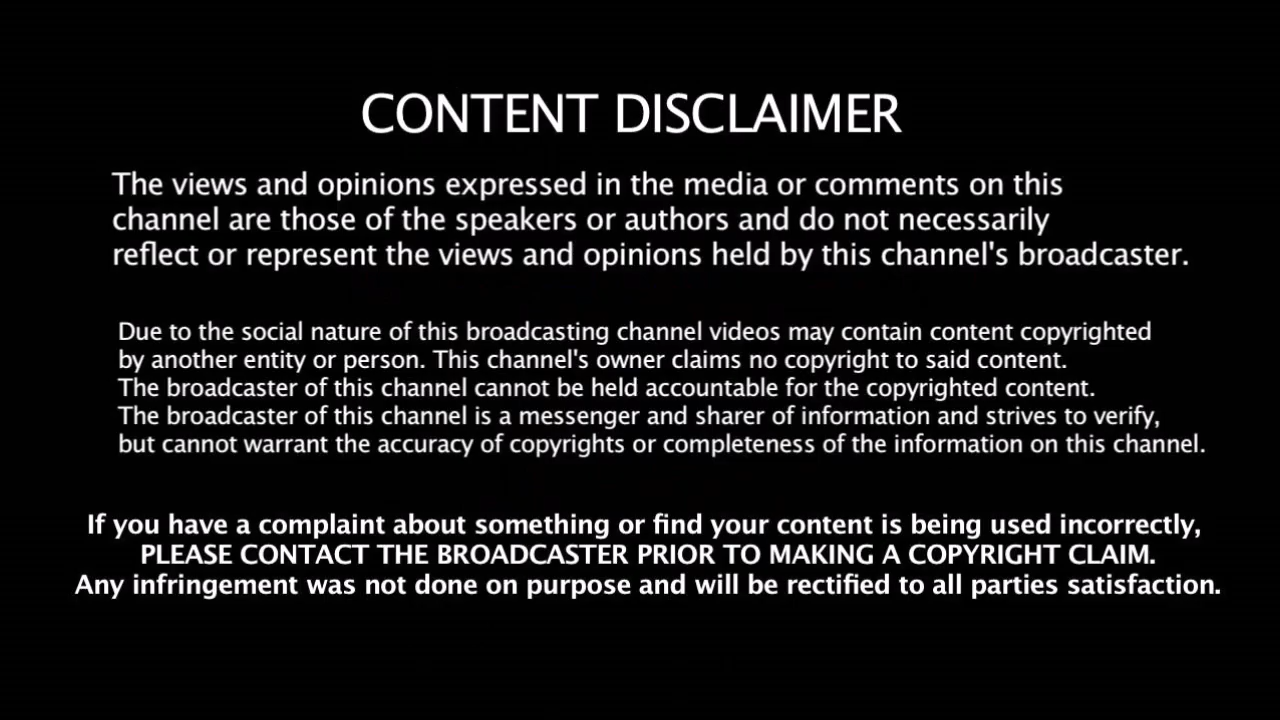 CONTENT DISCLAIMER
The views and opinions expressed in the media or comments on this
channel are those of the speakers or authors and do not necessarily
reflect or represent the views and opinions held by this channel's broadcaster.
Due to the social nature of this broadcasting channel videos may contain content copyrighted
by another entity or person. This channel's owner claims no copyright to said content.
The broadcaster of this channel cannot be held accountable for the copyrighted content.
The broadcaster of this channel is a messenger and sharer of information and strives to verify,
but cannot warrant the accuracy of copyrights or completeness of the information on this channel.
If you have a complaint about something or find your content is being used incorrectly,
PLEASE CONTACT THE BROADCASTER PRIOR TO MAKING A COPYRIGHT CLAIM.
Any infringement was not done on purpose and will be rectified to all parties satisfaction.